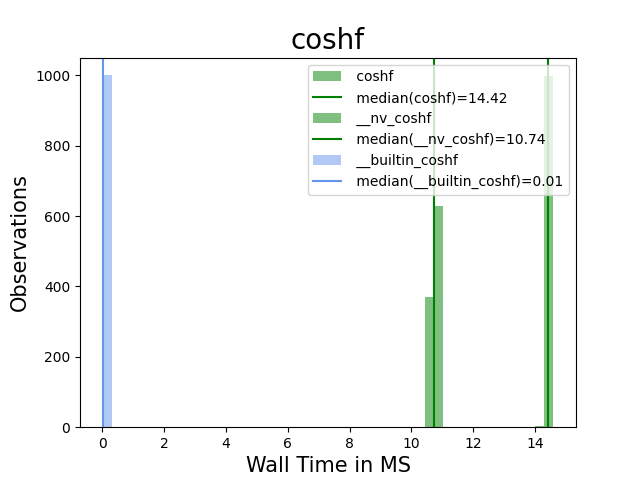 coshf
Observations
1000
800
600
400
200
0
coshf
median(coshf)=14.42
__nv_coshf
median(__nv_coshf)=10.74
__builtin_coshf
median(__builtin_coshf)=0.01
0 2 4 6 8 10 12 14
Wall Time in MS